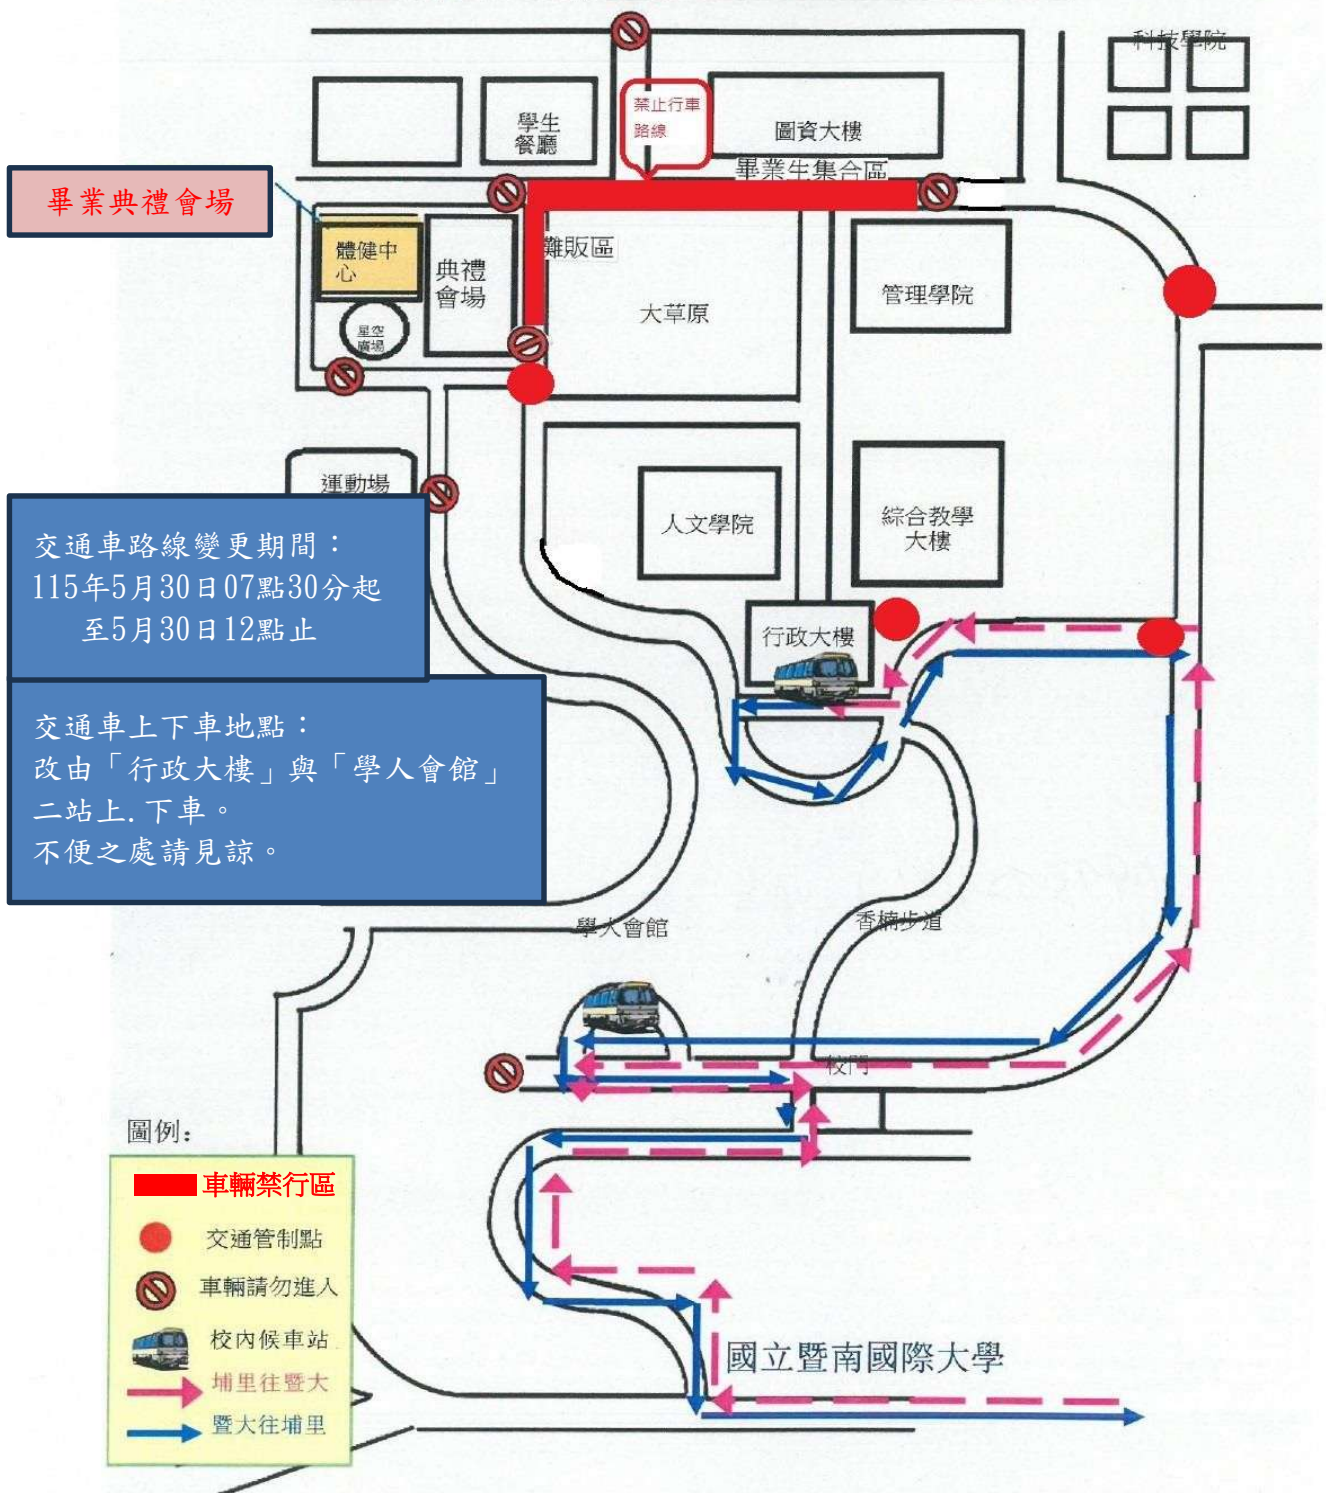 科技學院
禁止行車
路線
學生
餐廳
圖資大樓
畢業生集合區
畢業典禮會場
體健中
心
典禮
會場
難販區
大草原
管理學院
星空
廣場
運動場
人文學院
綜合教學
大樓
交通車路線變更期間：
115年5月30日07點30分起
至5月30日12點止
行政大樓
交通車上下車地點：
改由「行政大樓」與「學人會館」
二站上.下車。
不便之處請見諒。
學人會館
香楠步道
校門
圖例：
車輛禁行區
交通管制點
車輛請勿進入
校內候車站
埔里往暨大
暨大往埔里
國立暨南國際大學